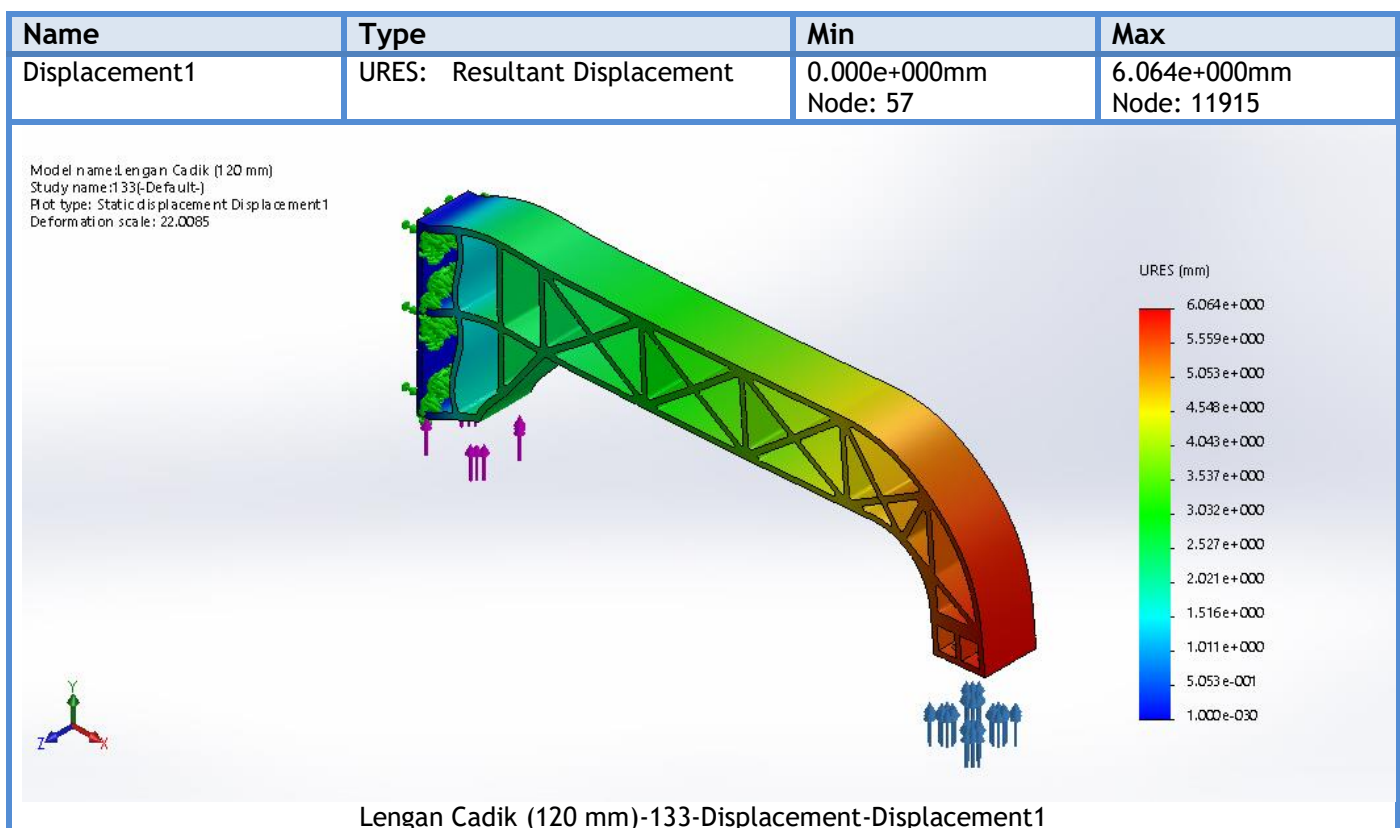 Name Type Min Max
Displacement1 URES: Resultant Displacement 0.000e+000mm 6.064e+000mm
Node: 57 Node: 11915
Model name:Lengan Cadik (120 mm)
Study name:133(-Default-)
Plot type: Static displacement Displacement1
Deformation scale: 22.0085
URES (mm)
6.064e+000
5.559e+000
5.053e+000
4.548e+000
4.043e+000
3.537e+000
3.032e+000
2.527e+000
2.021e+000
1.516e+000
1.011e+000
5.053e-001
1.000e-030
Y
Z X
Lengan Cadik (120 mm)-133-Displacement-Displacement1